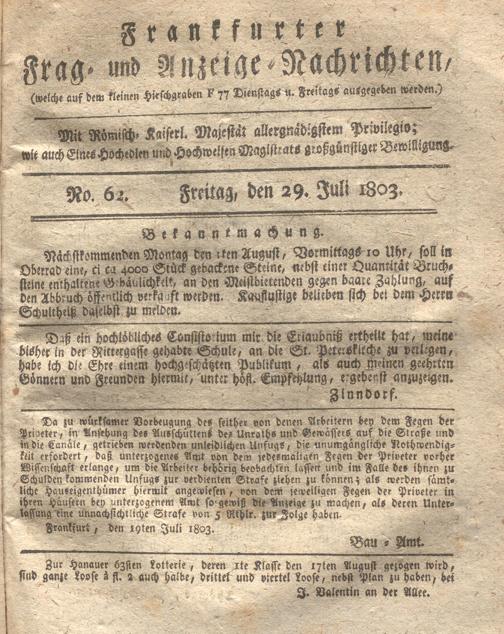 Frankfurter
Frag- und Anzeige-Nachrichten,
(welche auf dem kleinen Hirschgraben F 77 Dienstags u. Freitags ausgegeben werden.)
Mit Römisch-Kaiserl. Majestät allergnädigstem Privilegio;
wie auch Eines Hochedlen und Hochweisen Magistrats großgünstiger Bewilligung.
No. 62. Freitag, den 29. Juli 1803.
Bekanntmachung.
Nächstkommenden Montag den 1ten August, Vormittags 10 Uhr, soll in
Oberrad eine, circa 4000 Stück gebackene Steine, nebst einer Quantität Bruch-
steine enthaltene Gebäulichkeit, an den Meistbietenden gegen baare Zahlung, auf
den Abbruch öffentlich verkauft werden. Kauflustige belieben sich bei dem Herrn
Schultheiß daselbst zu melden.
Daß ein hochlöbliches Consistorium mir die Erlaubniß ertheilt hat, meine
bisher in der Rittergasse gehabte Schule, an die St. Peterskirche zu verlegen,
habe ich die Ehre einem hochgeschätzten Publikum, als auch meinen geehrten
Gönnern und Freunden hiermit, unter höfl. Empfehlung, ergebenst anzuzeigen.
Zinndorf.
Da zu würksamer Vorbeugung des seither von denen Arbeitern bey dem Fegen der
Priveter, in Ansehung des Ausschüttens des Unraths und Gewässers auf die Straße und
in die Canäle, getrieben werdenden unleidlichen Unfugs, die unumgängliche Nothwendig-
keit erfordert, daß unterzogenes Amt von dem jedesmaligen Fegen der Priveter vorher
Wissenschaft erlange, um die Arbeiter behörig beobachten lassen und im Falle des ihnen zu
Schulden kommenden Unfugs zur verdienten Strafe ziehen zu können; als werden sämt-
liche Hauseigenthümer hiermit angewiesen, von dem jeweiligen Fegen der Priveter in
ihren Häusern bey unterzogenem Amt so gewiß die Anzeige zu machen, als deren Unter-
lassung eine unnachsichtliche Strafe von 5 Rthlr. zur Folge haben.
Frankfurt, den 19ten Juli 1803.
Bau-Amt.
Zur Hanauer 63sten Lotterie, deren 1te Klasse den 17ten August gezogen wird,
sind ganze Loose à fl. 2 auch halbe, drittel und viertel Loose, nebst Plan zu haben, bei
J. Valentin an der Allee.